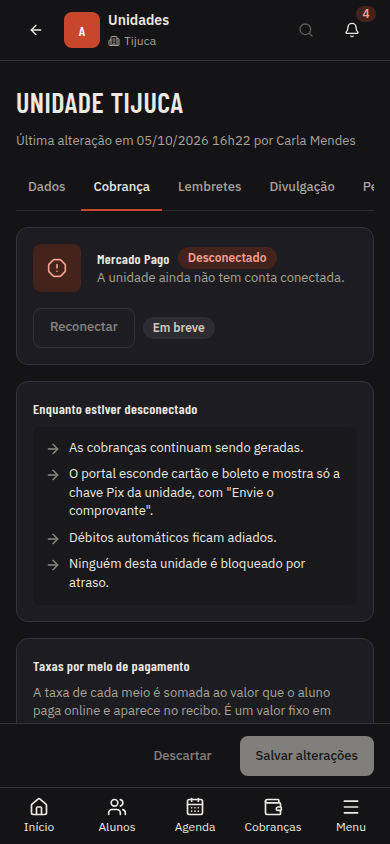 A
Unidades
Tijuca
4
UNIDADE TIJUCA
Última alteração em 05/10/2026 16h22 por Carla Mendes
Dados
Cobrança
Lembretes
Divulgação
Pe
Mercado Pago
Desconectado
A unidade ainda não tem conta conectada.
Reconectar
Em breve
Enquanto estiver desconectado
As cobranças continuam sendo geradas.
O portal esconde cartão e boleto e mostra só a
chave Pix da unidade, com "Envie o
comprovante".
Débitos automáticos ficam adiados.
Ninguém desta unidade é bloqueado por
atraso.
Taxas por meio de pagamento
A taxa de cada meio é somada ao valor que o aluno
paga online e aparece no recibo. É um valor fixo em
Descartar
Salvar alterações
Início
Alunos
Agenda
Cobranças
Menu